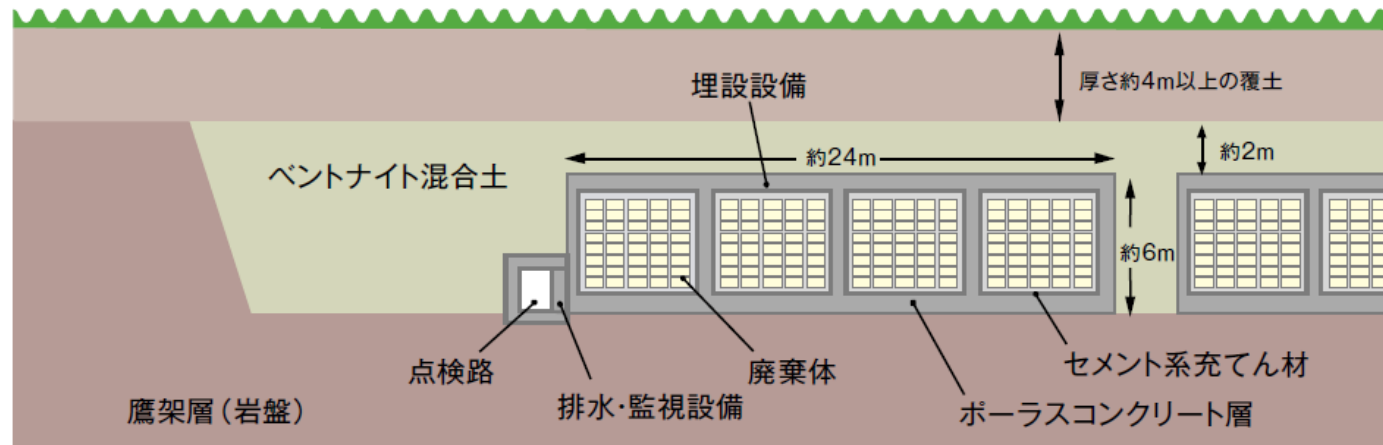 厚さ約4m以上の覆土
埋設設備
約24m
約2m
ベントナイト混合土
約6m
点検路
廃棄体
セメント系充てん材
排水・監視設備
ポーラスコンクリート層
鷹架層（岩盤）